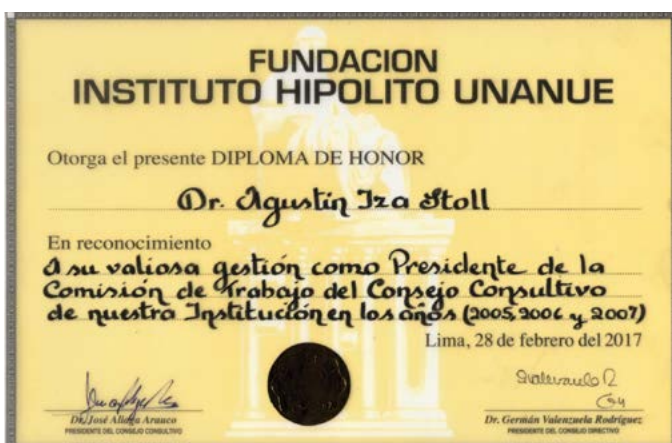 FUNDACION
INSTITUTO HIPOLITO UNANUE
Otorga el presente DIPLOMA DE HONOR
Dr. Agustín Iza Stoll
En reconocimiento
A su valiosa gestión como Presidente de la
Comisión de Trabajo del Consejo Consultivo
de nuestra Institución en los años (2005, 2006 y 2007)
Lima, 28 de febrero del 2017
Dr. José Aliaga Arauco
PRESIDENTE DEL CONSEJO CONSULTIVO
Dr. Germán Valenzuela Rodríguez
PRESIDENTE DEL CONSEJO DIRECTIVO